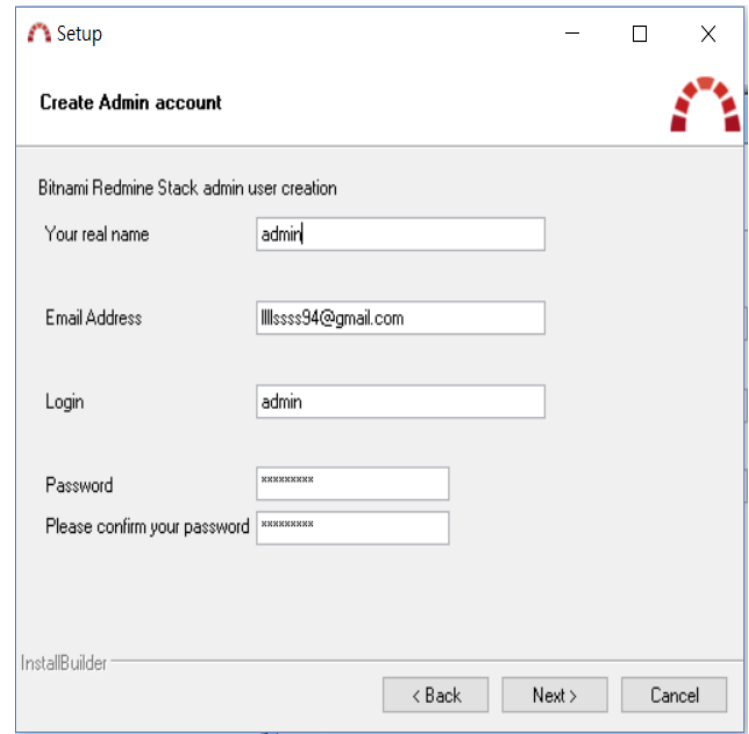 Setup
Create Admin account
Bitnami Redmine Stack admin user creation
Your real name admin
Email Address llllssss94@gmail.com
Login admin
Password *********
Please confirm your password *********
InstallBuilder
< Back Next > Cancel